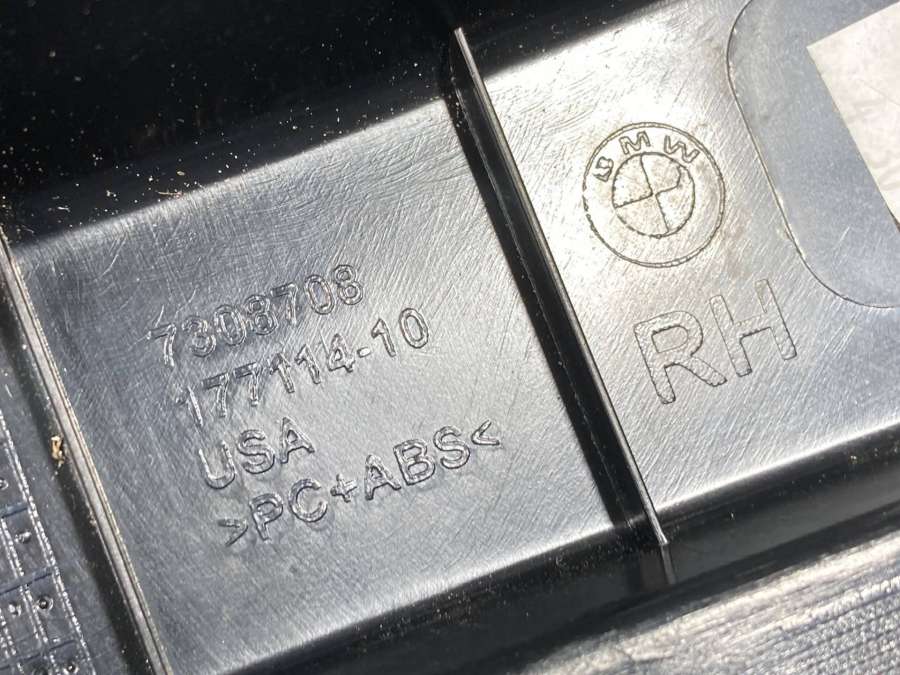 7308708
177114-10
USA
>PC+ABS<
BMW
RH